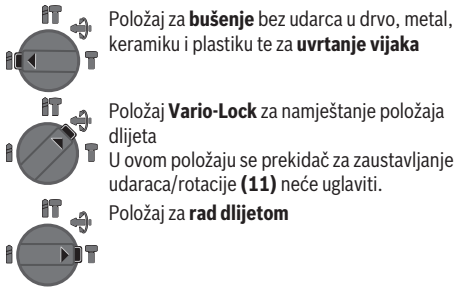 Položaj za bušenje bez udarca u drvo, metal,
keramiku i plastiku te za uvrtanje vijaka
Položaj Vario-Lock za namještanje položaja
dlijeta
U ovom položaju se prekidač za zaustavljanje
udaraca/rotacije (11) neće uglaviti.
Položaj za rad dlijetom